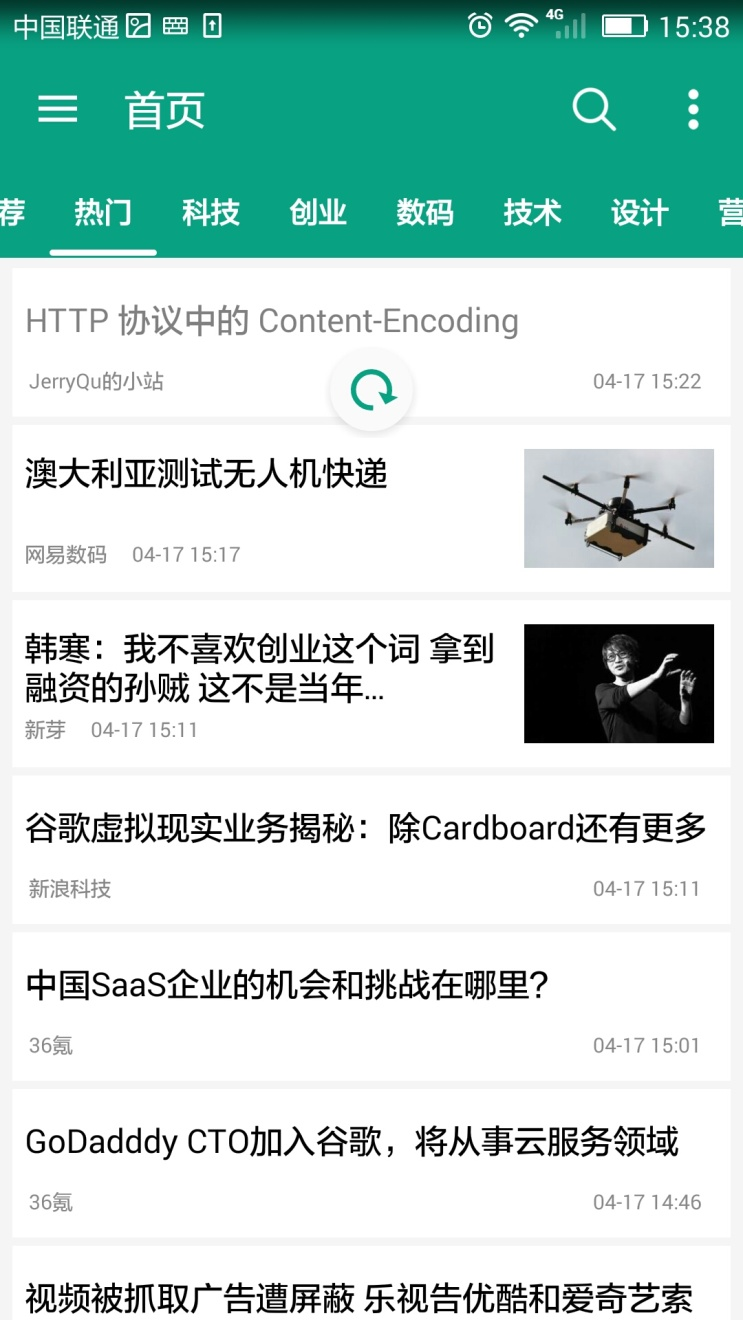 中国联通 4G 15:38
首页
荐 热门 科技 创业 数码 技术 设计 营
HTTP 协议中的 Content-Encoding
JerryQu的小站 04-17 15:22
澳大利亚测试无人机快递
网易数码 04-17 15:17
韩寒：我不喜欢创业这个词 拿到
融资的孙贼 这不是当年...
新芽 04-17 15:11
谷歌虚拟现实业务揭秘：除Cardboard还有更多
新浪科技 04-17 15:11
中国SaaS企业的机会和挑战在哪里？
36氪 04-17 15:01
GoDadddy CTO加入谷歌，将从事云服务领域
36氪 04-17 14:46
视频被抓取广告遭屏蔽 乐视告优酷和爱奇艺索